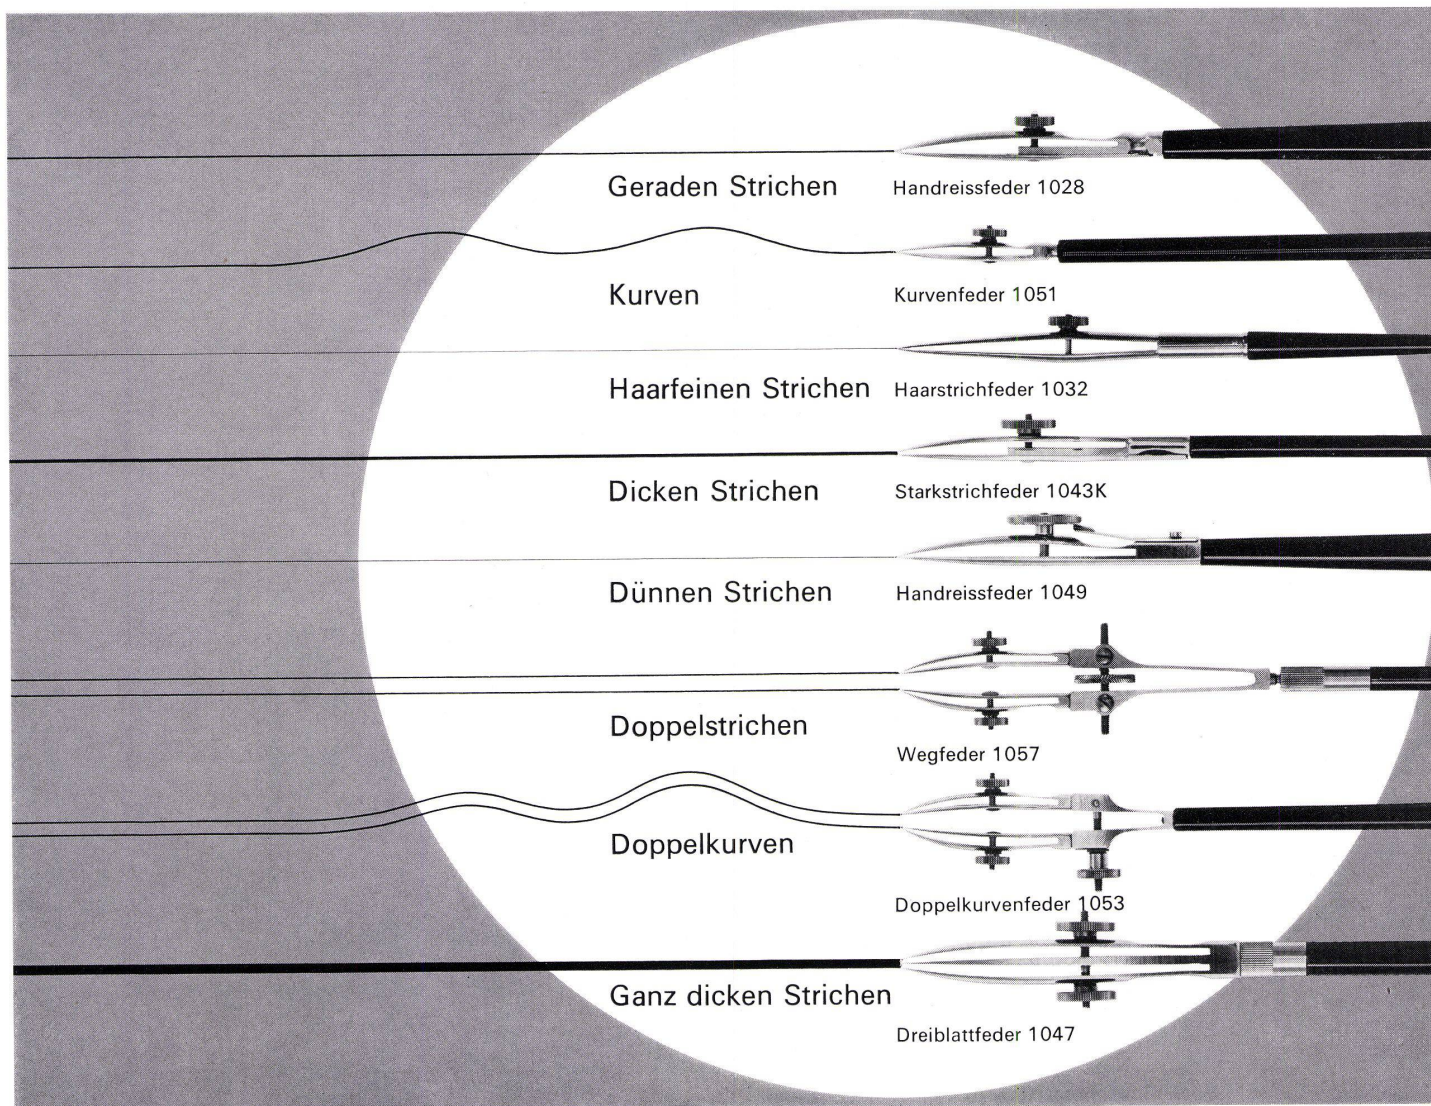 Geraden Strichen
Handreissfeder 1028
Kurven
Kurvenfeder 1051
Haarfeinen Strichen
Haarstrichfeder 1032
Dicken Strichen
Starkstrichfeder 1043K
Dünnen Strichen
Handreissfeder 1049
Doppelstrichen
Wegfeder 1057
Doppelkurven
Doppelkurvenfeder 1053
Ganz dicken Strichen
Dreiblattfeder 1047